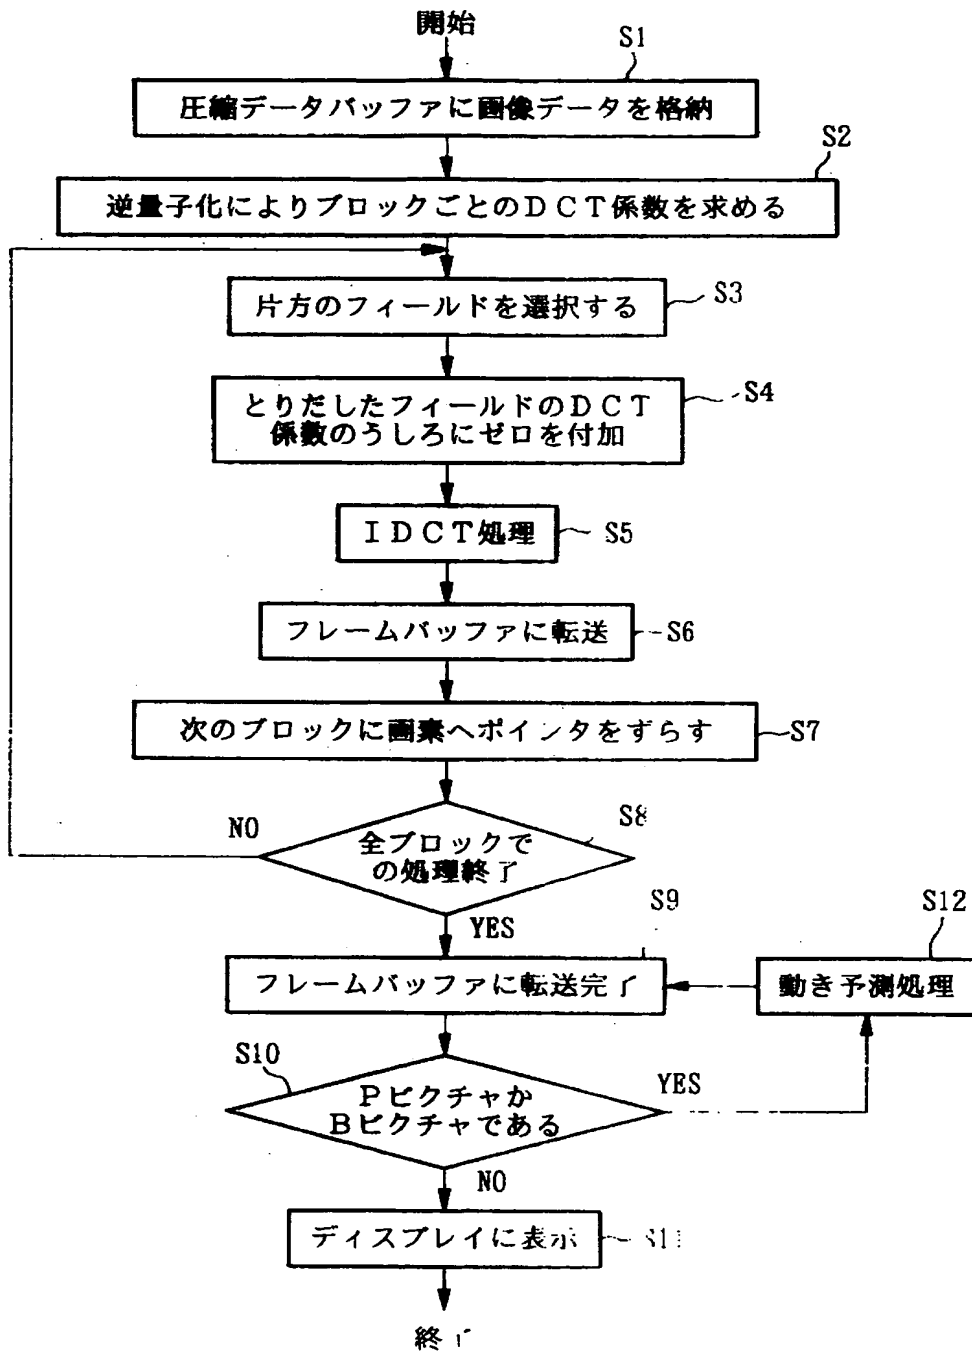 開始
S1
圧縮データバッファに画像データを格納
S2
逆量子化によりブロックごとのDCT係数を求める
片方のフィールドを選択する
S3
とりだしたフィールドのDCT
係数のうしろにゼロを付加
S4
IDCT処理
S5
フレームバッファに転送
S6
次のブロックに画素へポインタをずらす
S7
NO
全ブロックで
の処理終了
S8
YES
S9
S12
フレームバッファに転送完了
動き予測処理
S10
Pピクチャか
Bピクチャである
YES
NO
ディスプレイに表示
S11
終了